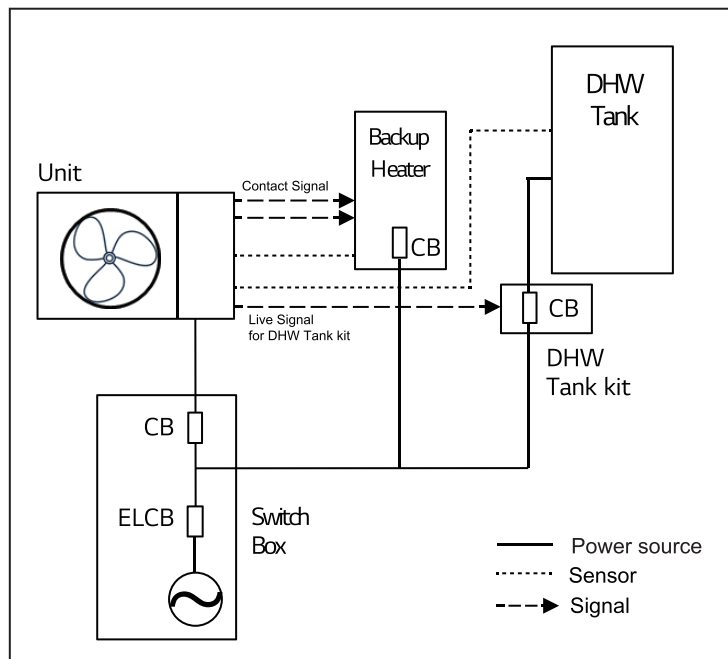 DHW
Tank
Backup
Heater
Unit
Contact Signal
CB
CB
Live Signal
for DHW Tank kit
DHW
Tank kit
CB
ELCB
Switch
Box
Power source
Sensor
Signal